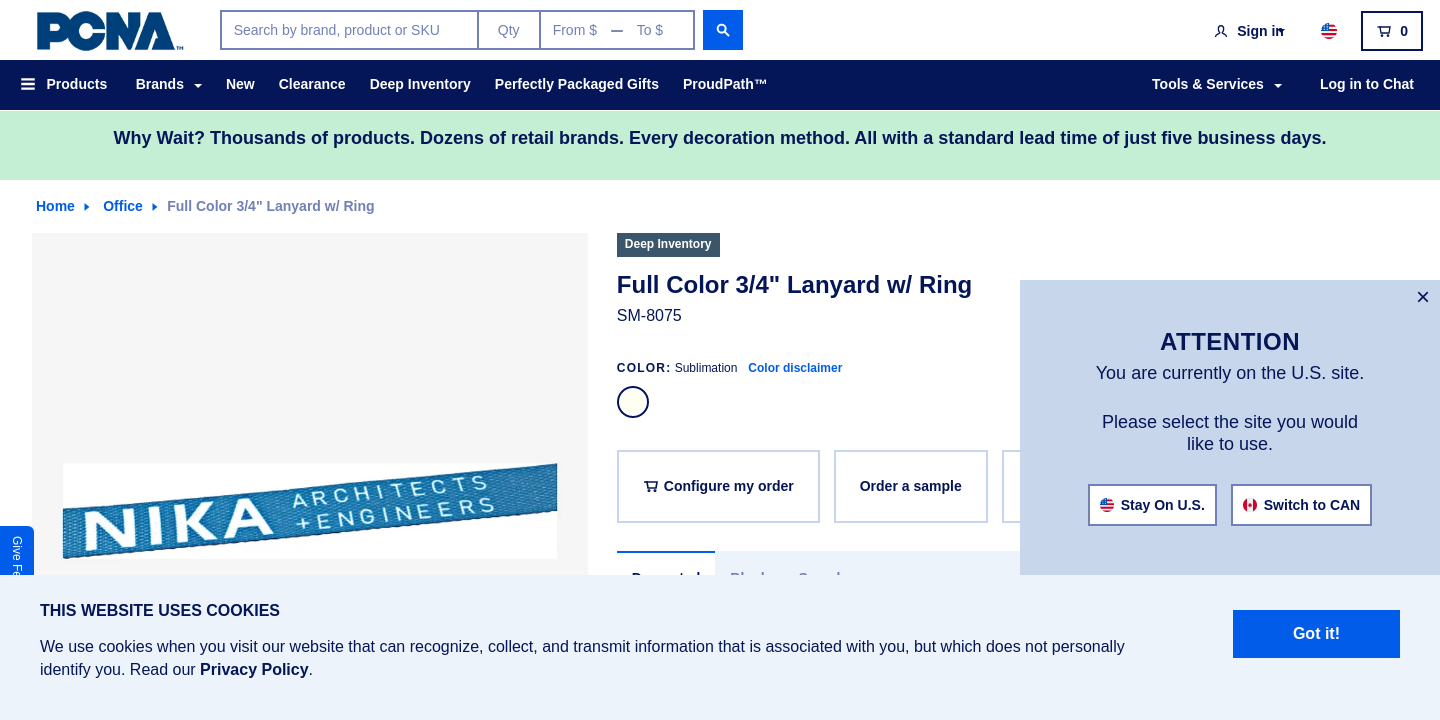 PCNA™
Search by brand, product or SKU
Qty
From $ — To $
Sign in
0
Products
Brands
New
Clearance
Deep Inventory
Perfectly Packaged Gifts
ProudPath™
Tools & Services
Log in to Chat
Why Wait? Thousands of products. Dozens of retail brands. Every decoration method. All with a standard lead time of just five business days.
Home
Office
Full Color 3/4" Lanyard w/ Ring
Deep Inventory
Full Color 3/4" Lanyard w/ Ring
SM-8075
COLOR: Sublimation Color disclaimer
Configure my order
Order a sample
NIKA ARCHITECTS
+ENGINEERS
×
ATTENTION
You are currently on the U.S. site.
Please select the site you would
like to use.
Stay On U.S.
Switch to CAN
Give
THIS WEBSITE USES COOKIES
We use cookies when you visit our website that can recognize, collect, and transmit information that is associated with you, but which does not personally
identify you. Read our Privacy Policy.
Got it!